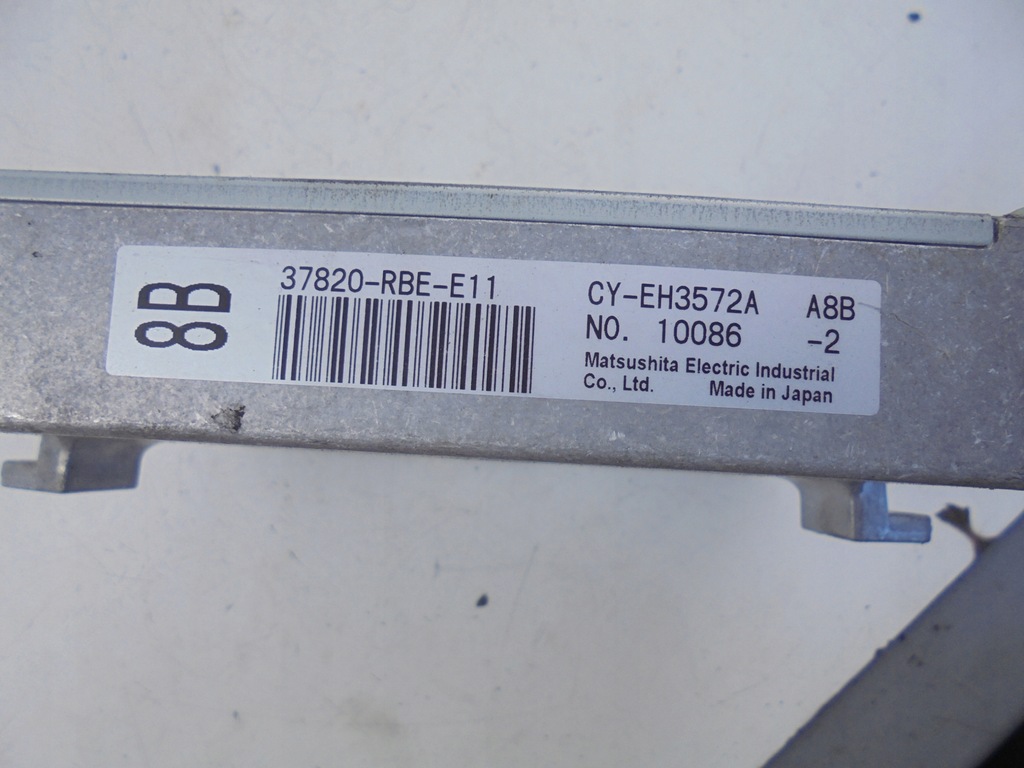 8B
37820-RBE-E11
CY-EH3572A A8B
NO. 10086 -2
Matsushita Electric Industrial
Co., Ltd. Made in Japan